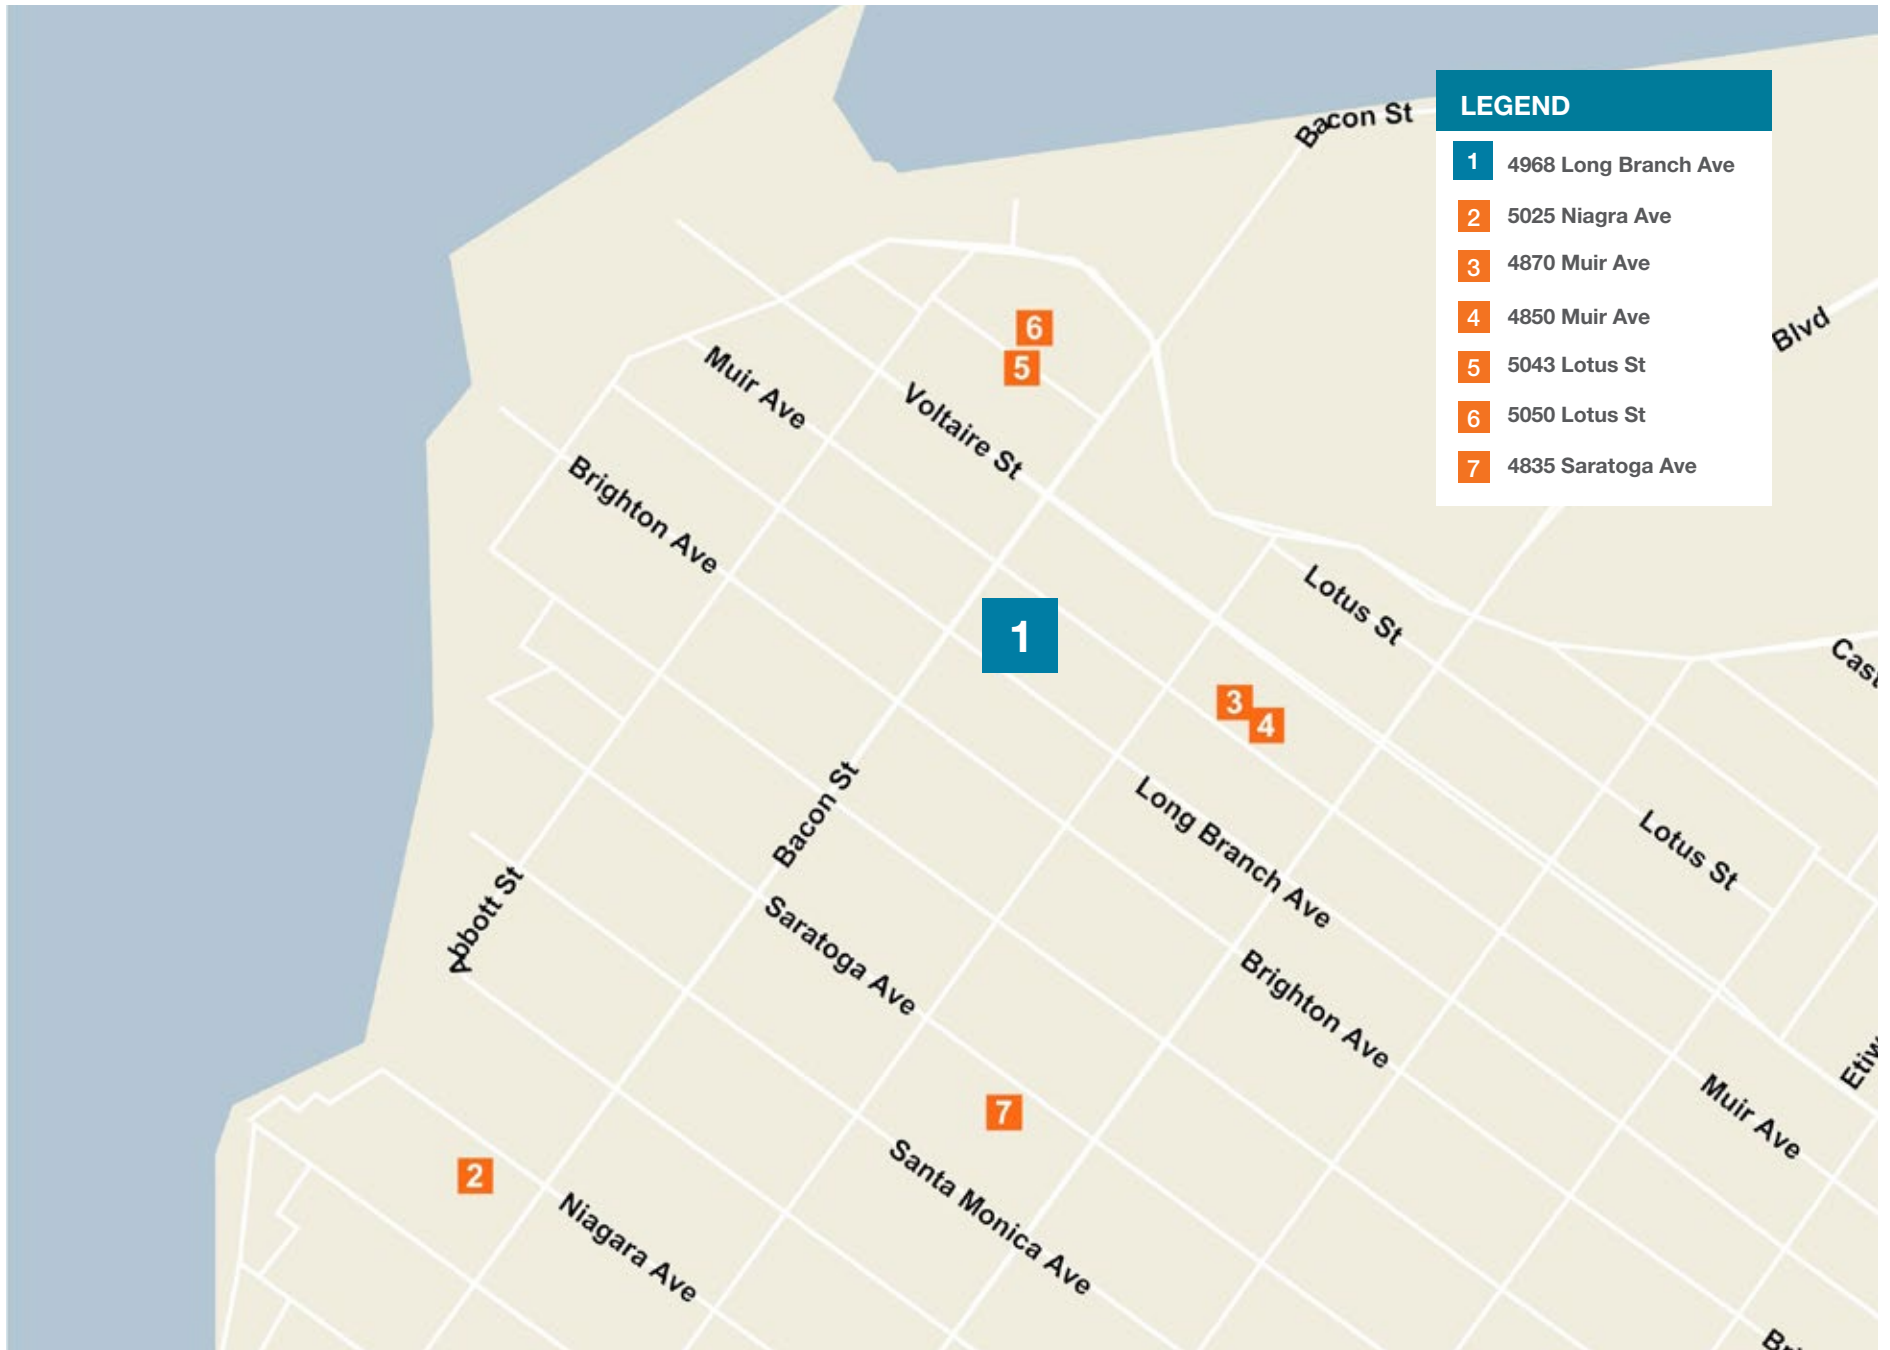 Bacon St
LEGEND
1 4968 Long Branch Ave
2 5025 Niagra Ave
3 4870 Muir Ave
4 4850 Muir Ave
5 5043 Lotus St
6 5050 Lotus St
7 4835 Saratoga Ave
Blvd
6
5
Muir Ave
Voltaire St
Brighton Ave
Lotus St
1
Cast
3
4
Bacon St
Long Branch Ave
Lotus St
Abbott St
Saratoga Ave
Brighton Ave
Etiw
Muir Ave
7
2
Santa Monica Ave
Niagara Ave
Bri